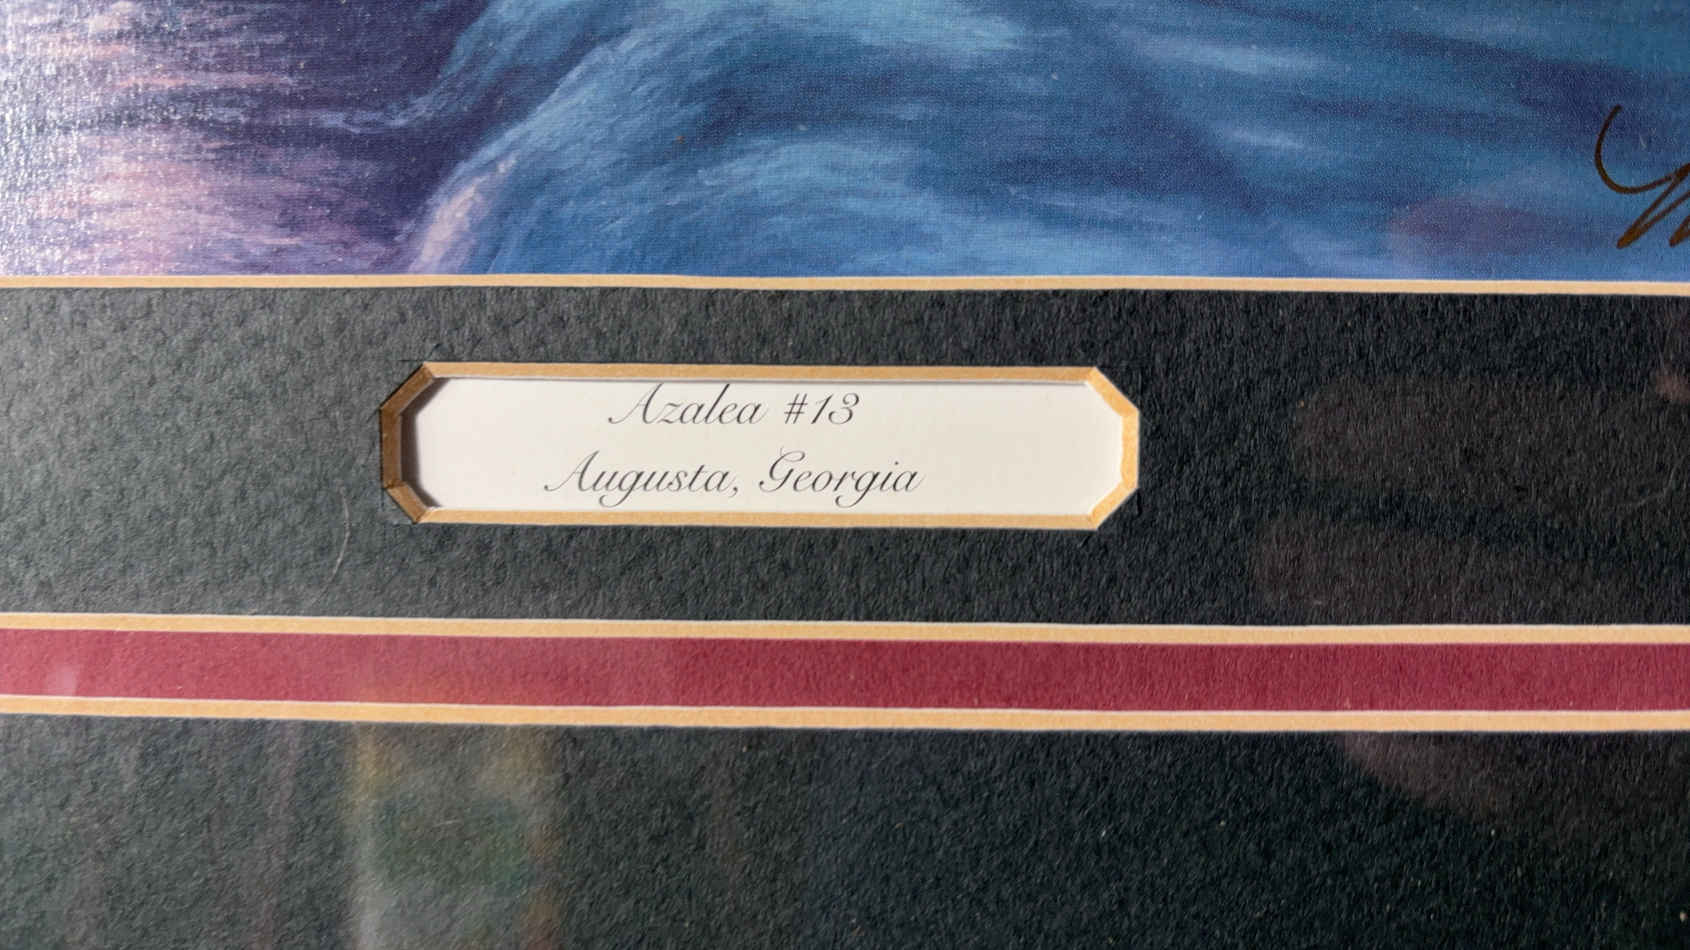 Azalea #13
Augusta, Georgia